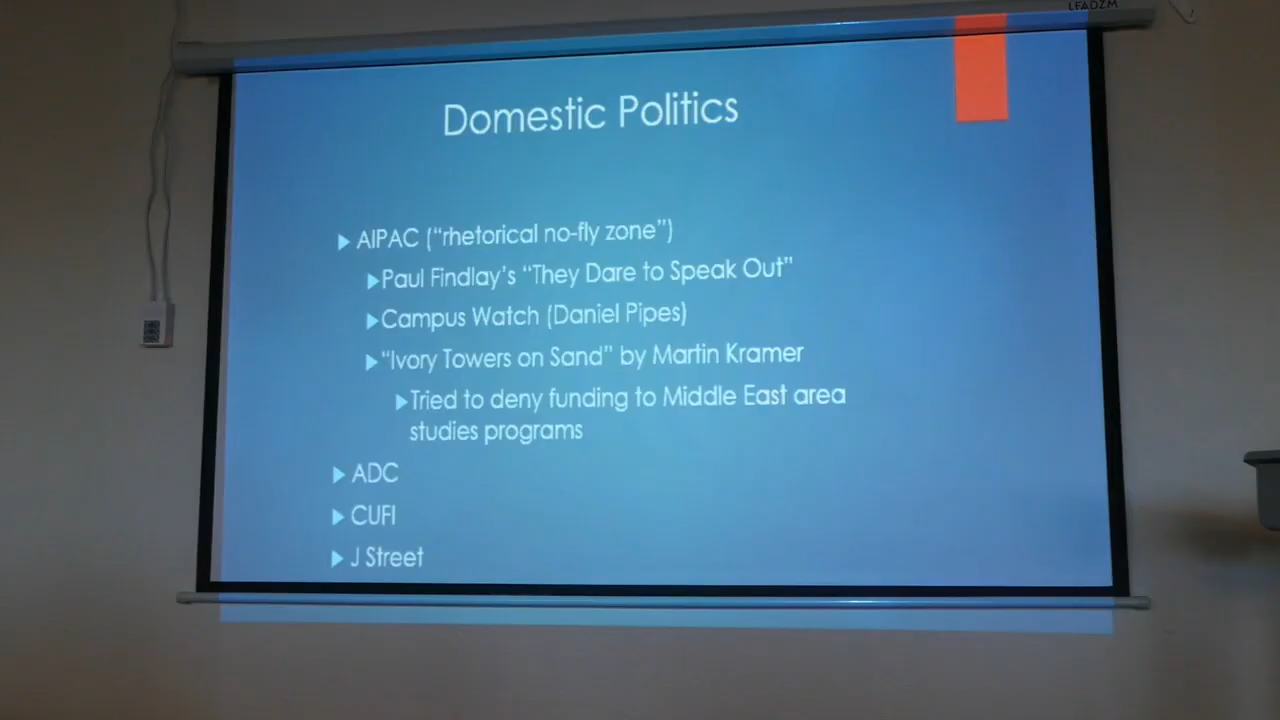 LEADZM
Domestic Politics
AIPAC (“rhetorical no-fly zone”)
Paul Findlay’s “They Dare to Speak Out”
Campus Watch (Daniel Pipes)
“Ivory Towers on Sand” by Martin Kramer
Tried to deny funding to Middle East area
studies programs
ADC
CUFI
J Street